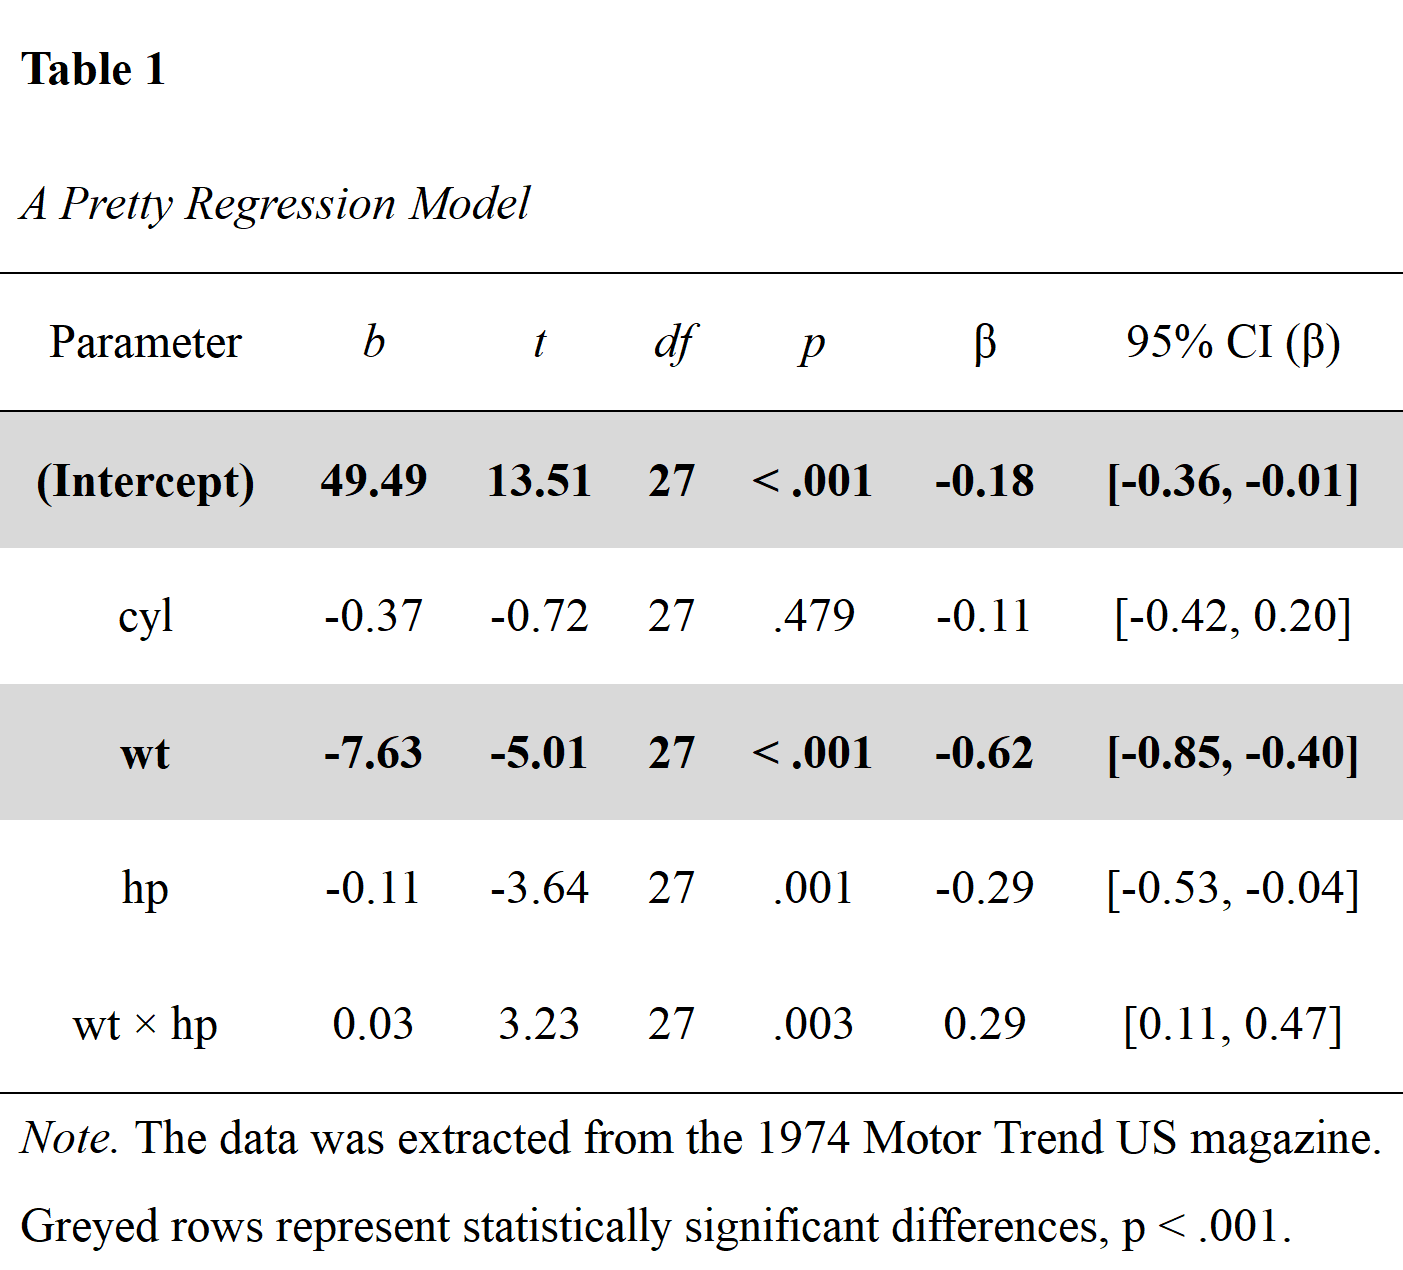 Table 1
A Pretty Regression Model
Parameter b t df p β 95% CI (β)
(Intercept) 49.49 13.51 27 < .001 -0.18 [-0.36, -0.01]
cyl -0.37 -0.72 27 .479 -0.11 [-0.42, 0.20]
wt -7.63 -5.01 27 < .001 -0.62 [-0.85, -0.40]
hp -0.11 -3.64 27 .001 -0.29 [-0.53, -0.04]
wt × hp 0.03 3.23 27 .003 0.29 [0.11, 0.47]
Note. The data was extracted from the 1974 Motor Trend US magazine.
Greyed rows represent statistically significant differences, p < .001.